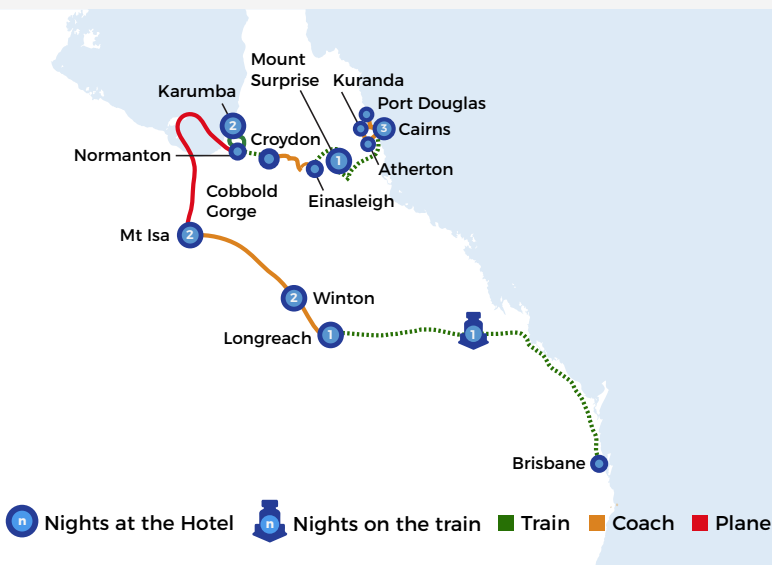 Mount
Surprise
Kuranda
Karumba
Port Douglas
2
3
Cairns
Croydon
Normanton
1
Atherton
Cobbold
Gorge
Einasleigh
Mt Isa
2
2
Winton
Longreach
1
1
Brisbane
n
Nights at the Hotel
n
Nights on the train
Train
Coach
Plane